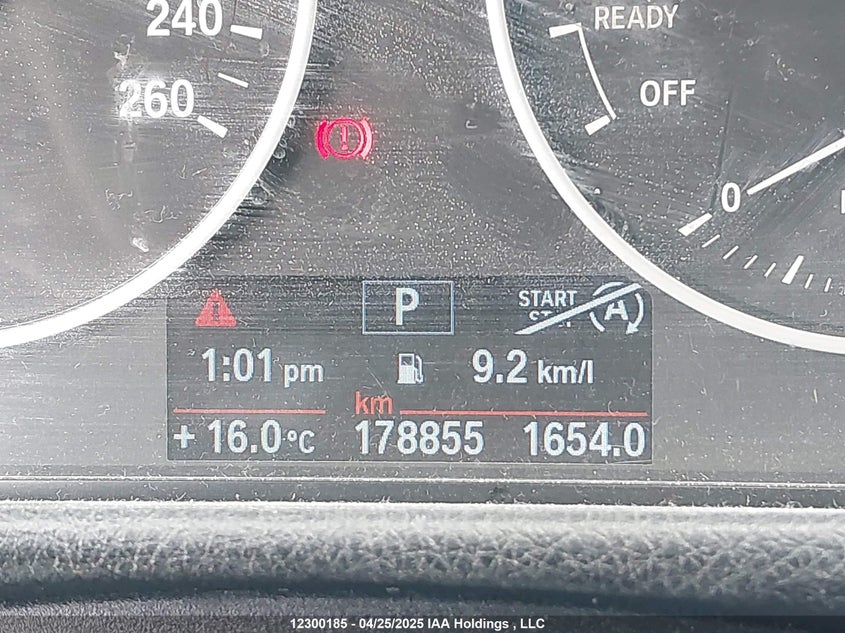 240
260
READY
OFF
0
P
START
STOP
A
1:01 pm
9.2 km/l
km
+ 16.0°C
178855
1654.0
12300185 - 04/25/2025 IAA Holdings , LLC